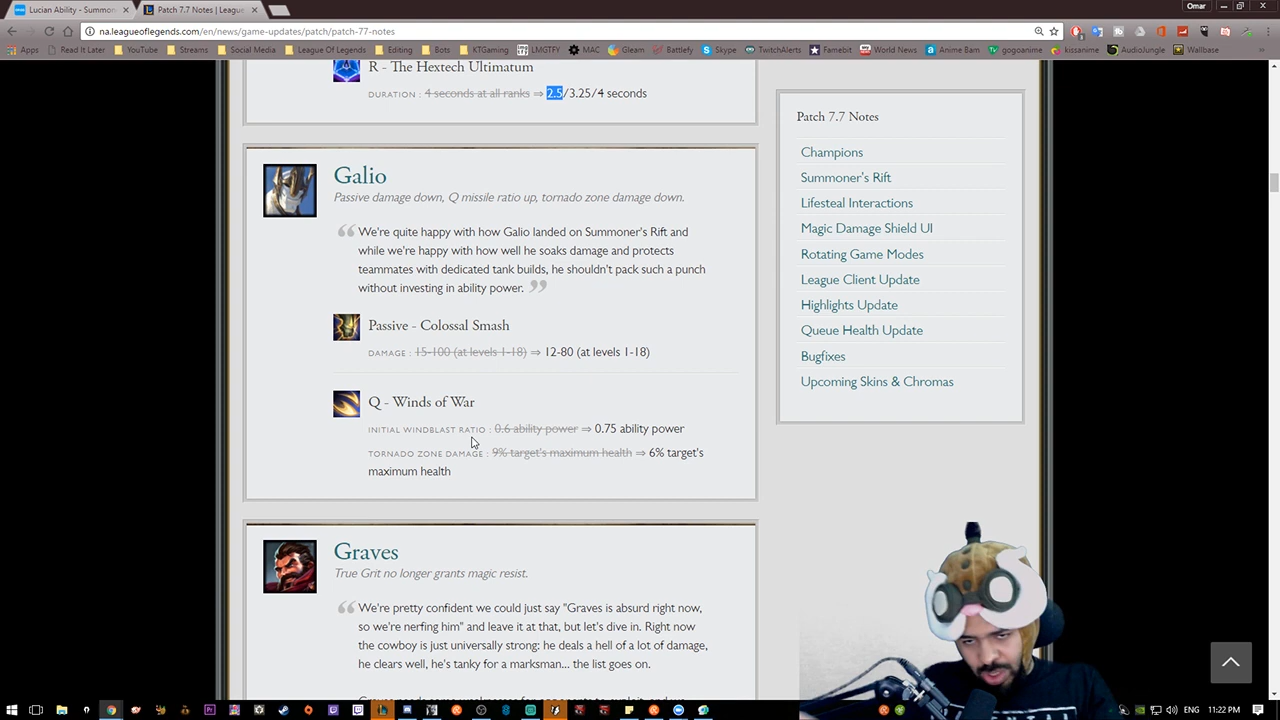 Lucian Ability - Summon
Patch 7.7 Notes | League
Omar
na.leagueoflegends.com/en/news/game-updates/patch/patch-77-notes
Apps Read It Later YouTube Streams Social Media League Of Legends Editing Bots KTGaming LMGTFY MAC Gleam Battlefy Skype TwitchAlerts Famebit World News Anime Bam gogoanime kissanime AudioJungle Wallbase
R - The Hextech Ultimatum
DURATION : 4 seconds at all ranks ⇒ 2.5/3.25/4 seconds
Galio
Passive damage down, Q missile ratio up, tornado zone damage down.
“ We're quite happy with how Galio landed on Summoner's Rift and
while we're happy with how well he soaks damage and protects
teammates with dedicated tank builds, he shouldn't pack such a punch
without investing in ability power. ”
Passive - Colossal Smash
DAMAGE : 15-100 (at levels 1-18) ⇒ 12-80 (at levels 1-18)
Q - Winds of War
INITIAL WINDBLAST RATIO : 0.6 ability power ⇒ 0.75 ability power
TORNADO ZONE DAMAGE : 9% target's maximum health ⇒ 6% target's
maximum health
Graves
True Grit no longer grants magic resist.
“ We're pretty confident we could just say "Graves is absurd right now,
so we're nerfing him" and leave it at that, but let's dive in. Right now
the cowboy is just universally strong: he deals a hell of a lot of damage,
he clears well, he's tanky for a marksman... the list goes on.
Patch 7.7 Notes
Champions
Summoner's Rift
Lifesteal Interactions
Magic Damage Shield UI
Rotating Game Modes
League Client Update
Highlights Update
Queue Health Update
Bugfixes
Upcoming Skins & Chromas
ENG 11:22 PM